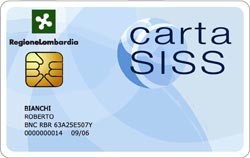 carta
SISS
RegioneLombardia
BIANCHI
ROBERTO
BNC RBR 63A25E507Y
0000000014 09/06